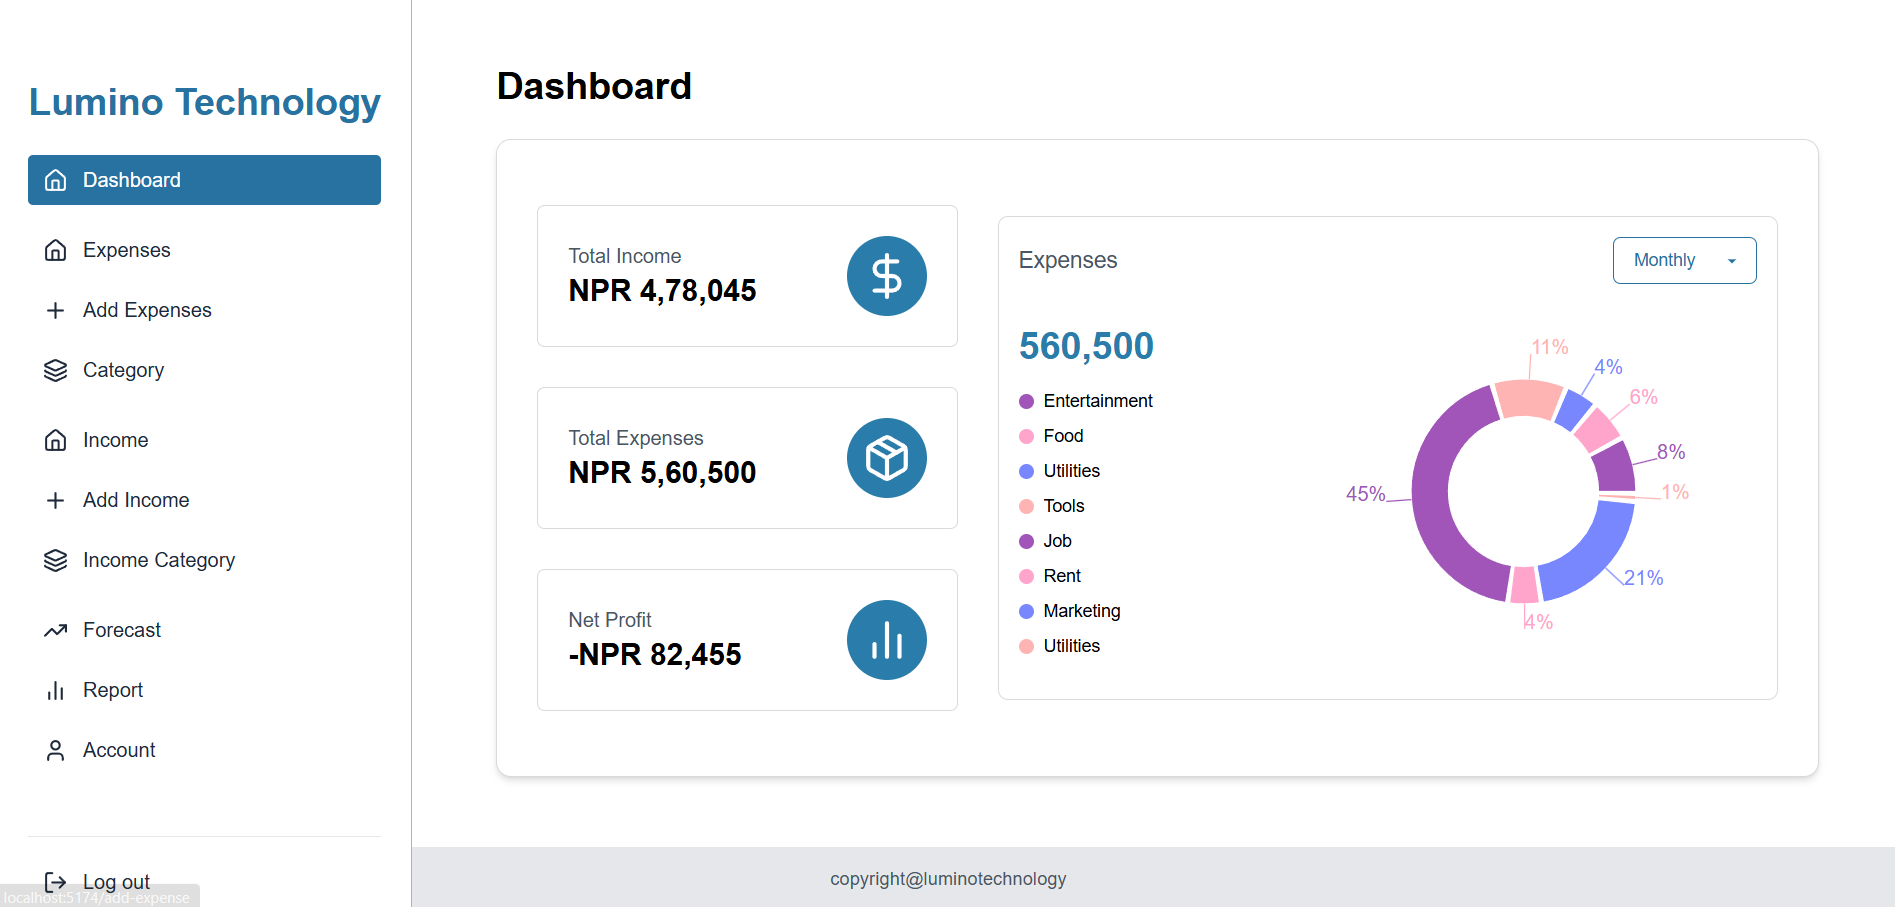 Lumino Technology
Dashboard
Expenses
Add Expenses
Category
Income
Add Income
Income Category
Forecast
Report
Account
Log out
localhost:5174/add-expense
Dashboard
Total Income
NPR 4,78,045
Total Expenses
NPR 5,60,500
Net Profit
-NPR 82,455
Expenses
Monthly
560,500
Entertainment
Food
Utilities
Tools
Job
Rent
Marketing
Utilities
11%
4%
6%
8%
1%
21%
4%
45%
copyright@luminotechnology